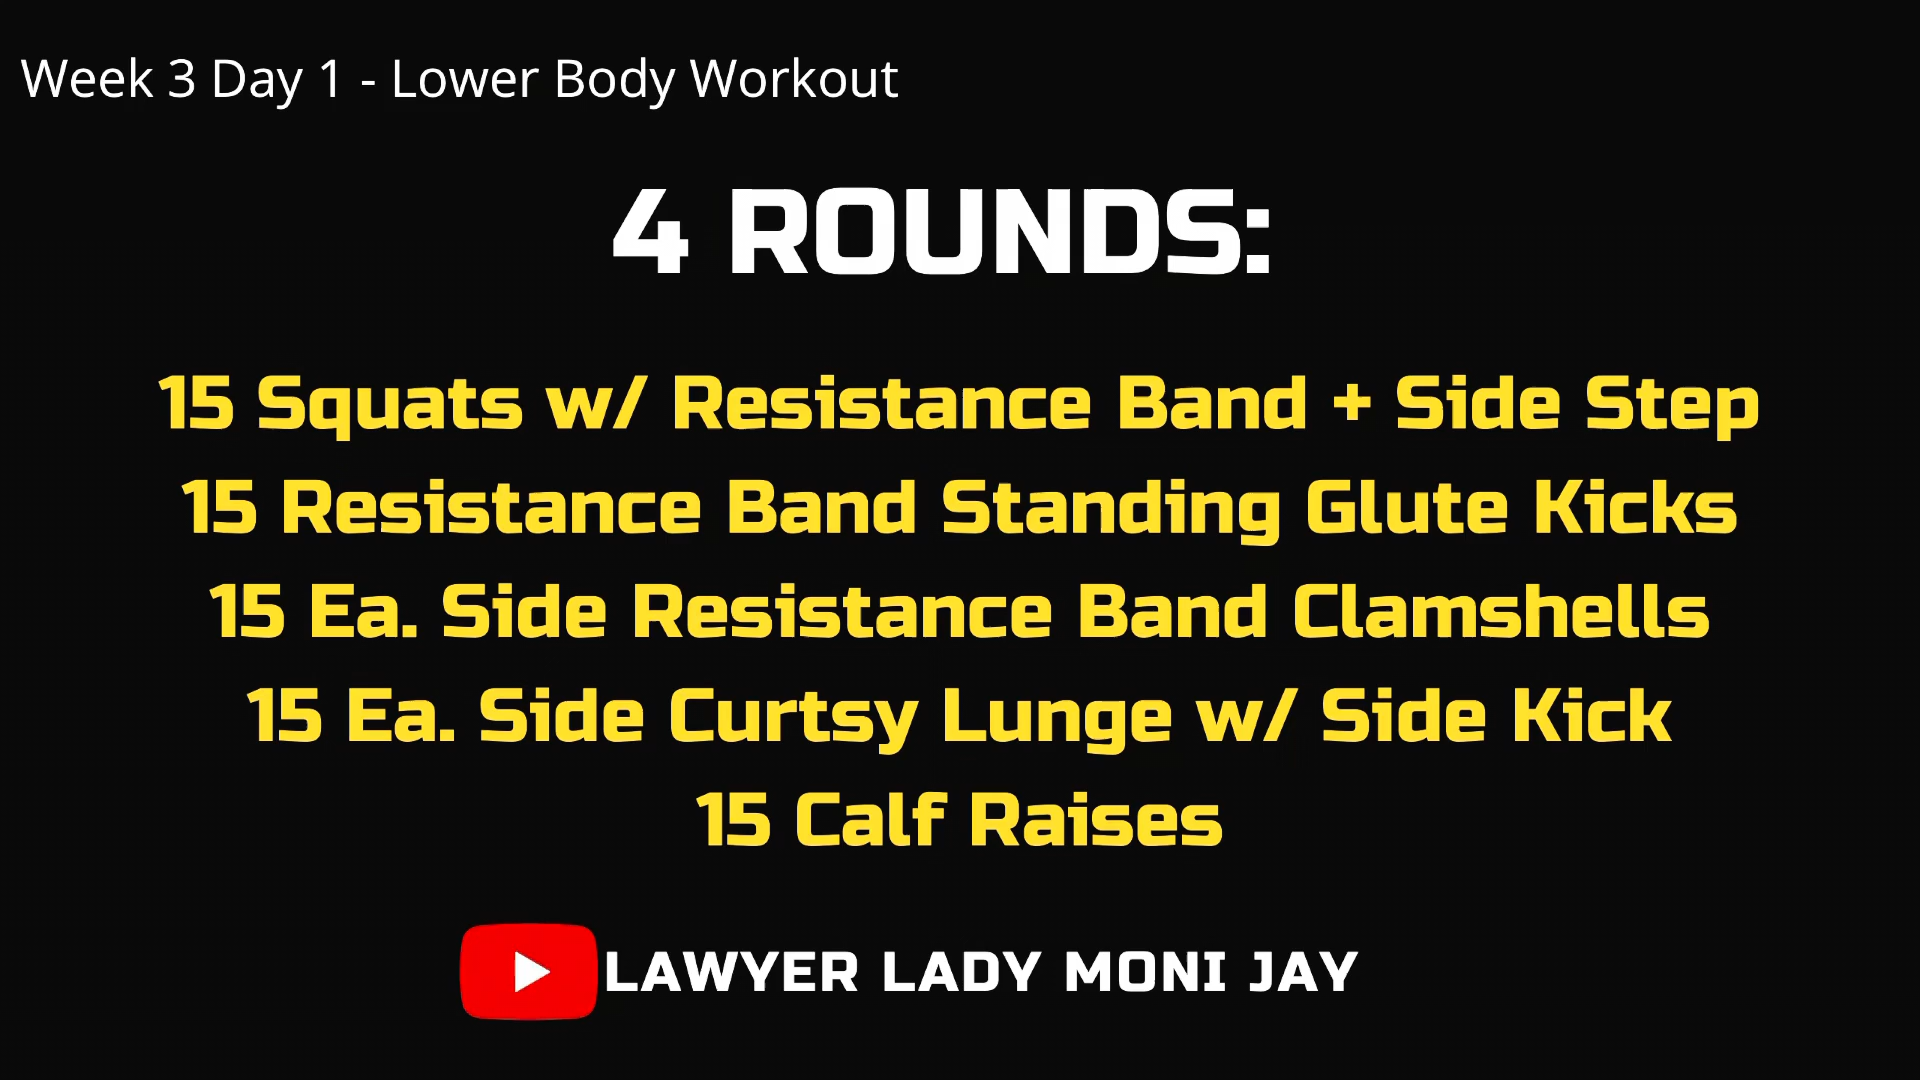 Week 3 Day 1 - Lower Body Workout
4 ROUNDS:
15 Squats w/ Resistance Band + Side Step
15 Resistance Band Standing Glute Kicks
15 Ea. Side Resistance Band Clamshells
15 Ea. Side Curtsy Lunge w/ Side Kick
15 Calf Raises
LAWYER LADY MONI JAY